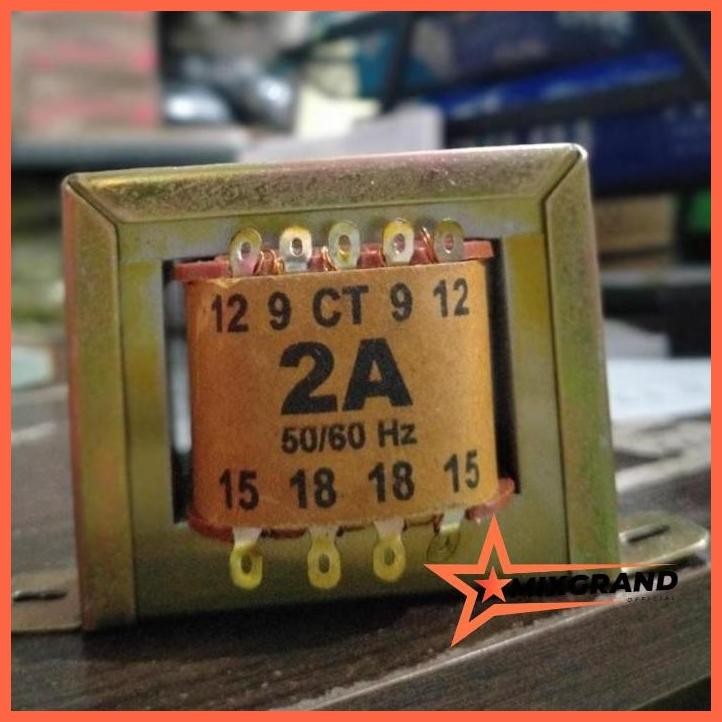 12 9 CT 9 12
2A
50/60 Hz
15 18 18 15
MIXGRAND
OFFICIAL